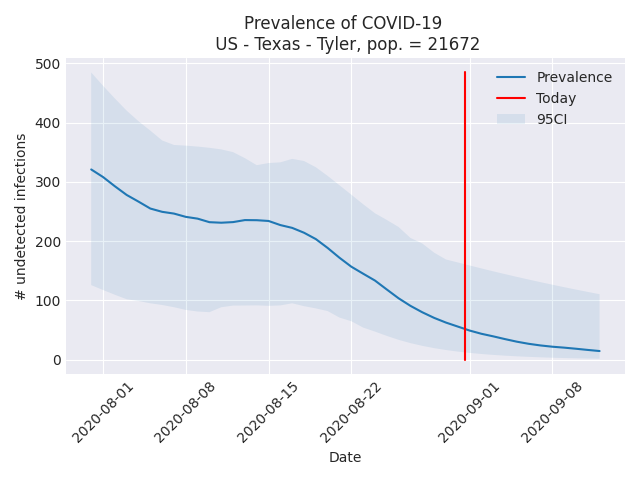 Prevalence of COVID-19
US - Texas - Tyler, pop. = 21672
500
400
300
200
100
0
# undetected infections
Prevalence
Today
95CI
2020-08-01
2020-08-08
2020-08-15
2020-08-22
2020-09-01
2020-09-08
Date